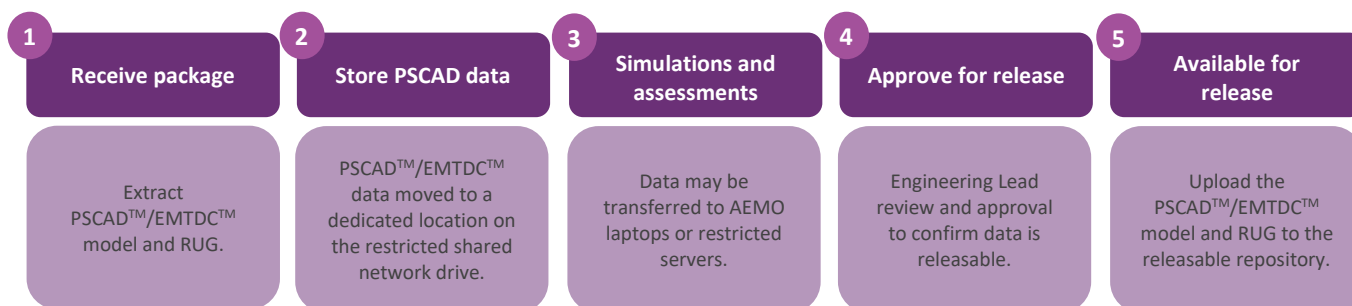 1
Receive package
Extract
PSCAD™/EMTDC™
model and RUG.
2
Store PSCAD data
PSCAD™/EMTDC™
data moved to a
dedicated location on
the restricted shared
network drive.
3
Simulations and
assessments
Data may be
transferred to AEMO
laptops or restricted
servers.
4
Approve for release
Engineering Lead
review and approval
to confirm data is
releasable.
5
Available for
release
Upload the
PSCAD™/EMTDC™
model and RUG to the
releasable repository.